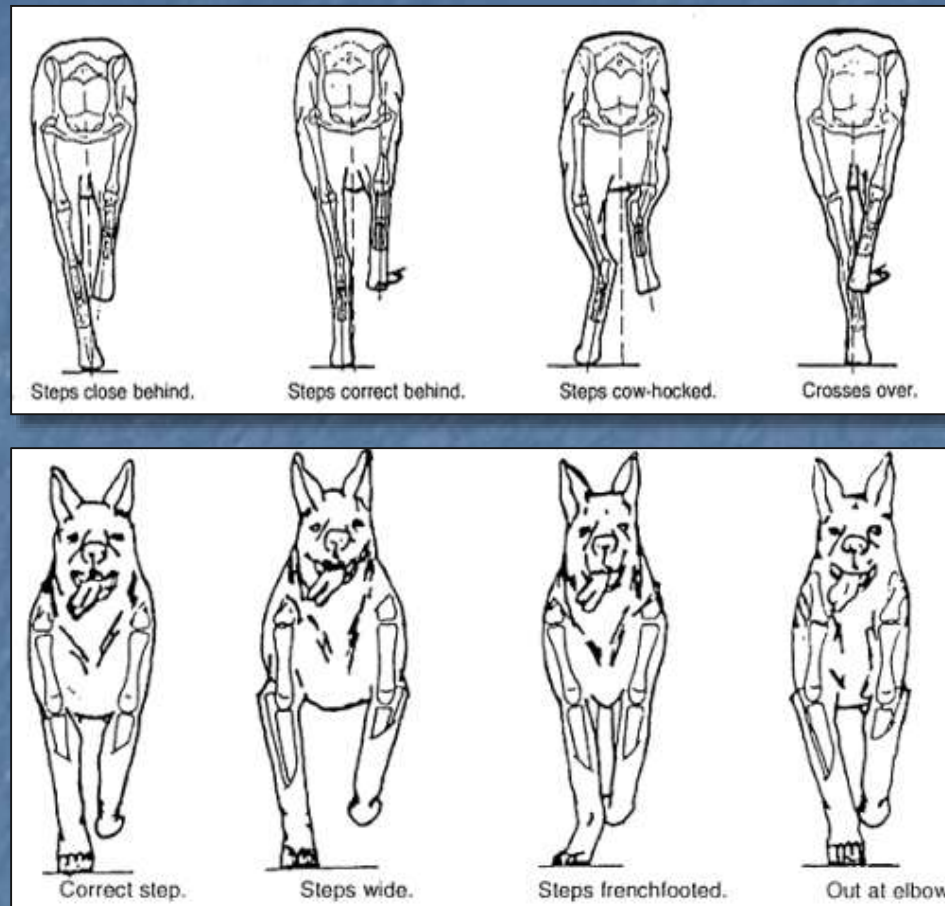 Steps close behind.
Steps correct behind.
Steps cow-hocked.
Crosses over.
Correct step.
Steps wide.
Steps frenchfooted.
Out at elbow